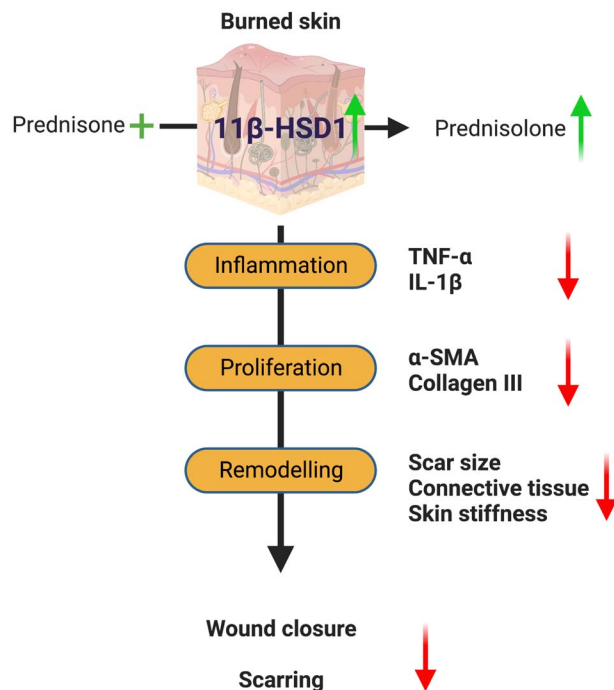 Burned skin
Prednisone +
11β-HSD1
Prednisolone
Inflammation
TNF-α
IL-1β
Proliferation
α-SMA
Collagen III
Remodelling
Scar size
Connective tissue
Skin stiffness
Wound closure
Scarring